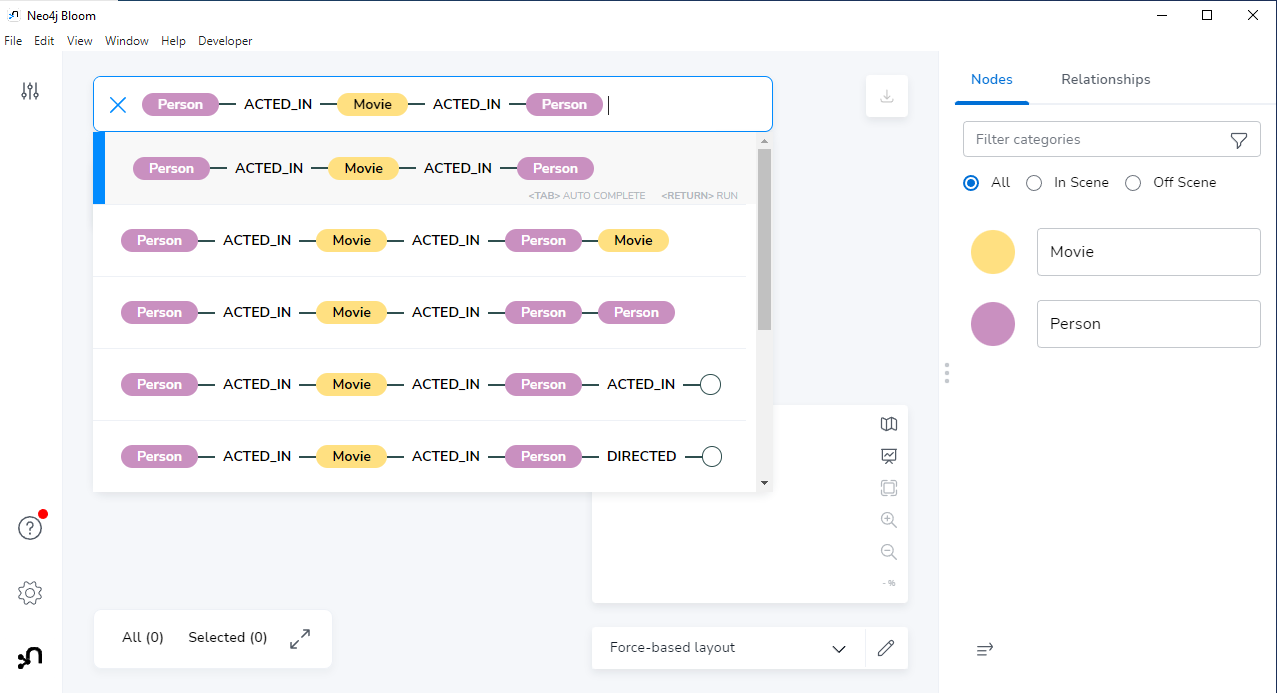 Neo4j Bloom
File Edit View Window Help Developer
Person ACTED_IN Movie ACTED_IN Person
Person ACTED_IN Movie ACTED_IN Person
<TAB> AUTO COMPLETE <RETURN> RUN
Person ACTED_IN Movie ACTED_IN Person Movie
Person ACTED_IN Movie ACTED_IN Person Person
Person ACTED_IN Movie ACTED_IN Person ACTED_IN
Person ACTED_IN Movie ACTED_IN Person DIRECTED
- %
All (0) Selected (0)
Force-based layout
Nodes Relationships
Filter categories
All In Scene Off Scene
Movie
Person